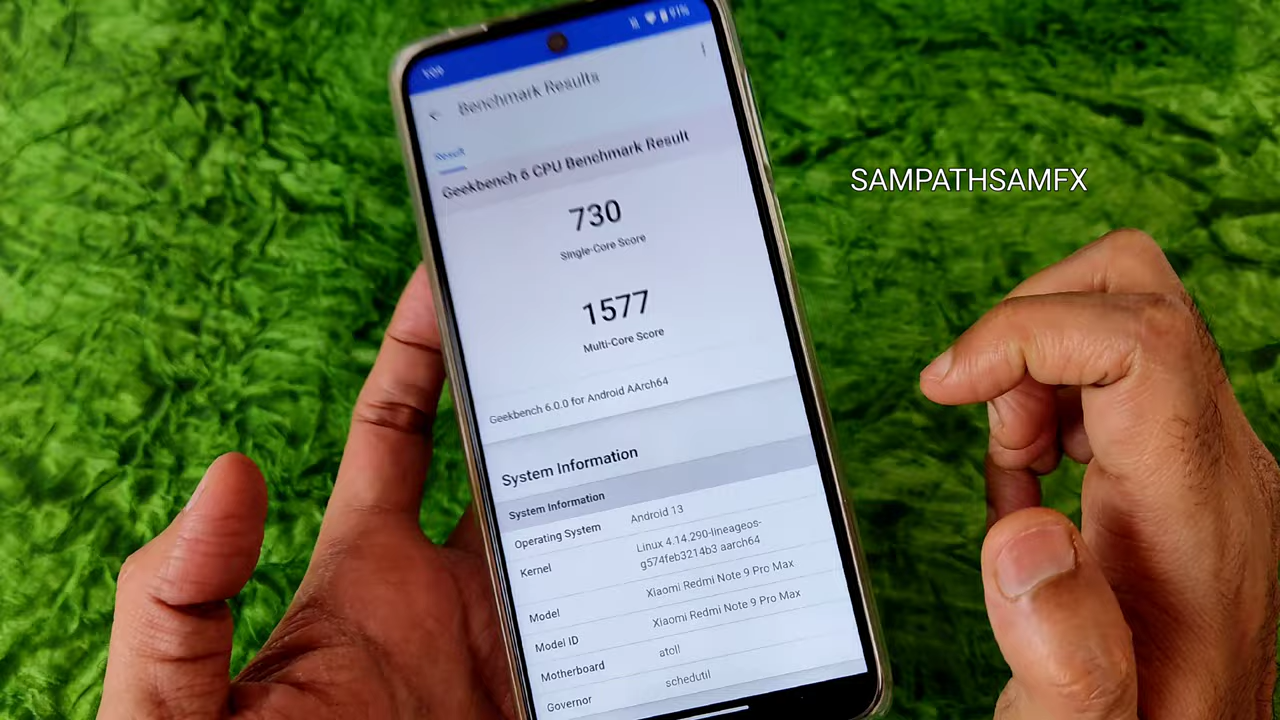 91%
Benchmark Results
Result
Geekbench 6 CPU Benchmark Result
730
Single-Core Score
1577
Multi-Core Score
Geekbench 6.0.0 for Android AArch64
System Information
System Information
Operating System Android 13
Kernel Linux 4.14.290-lineageos-
g574feb3214b3 aarch64
Model Xiaomi Redmi Note 9 Pro Max
Model ID Xiaomi Redmi Note 9 Pro Max
Motherboard atoll
Governor schedutil
SAMPATHSAMFX